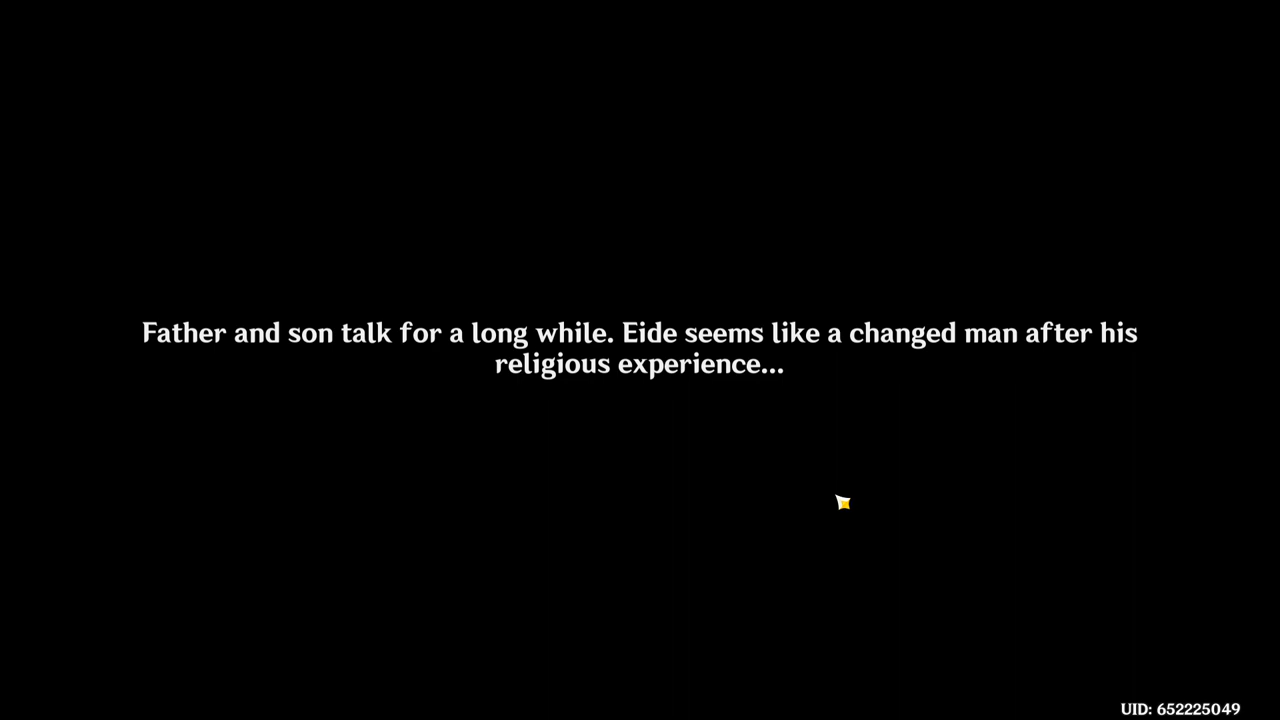 Father and son talk for a long while. Eide seems like a changed man after his
religious experience...
UID: 652225049